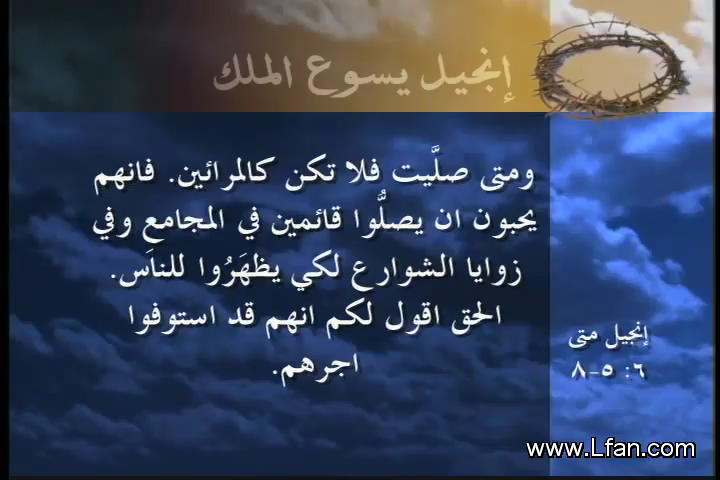 إنجيل يسوع الملك
ومتى صلَّيت فلا تكن كالمرائين. فانهم
يحبون ان يصلُّوا قائمين في المجامع وفي
زوايا الشوارع لكي يظهَرُوا للناَس.
الحق اقول لكم انهم قد استوفوا
اجرهم.
إنجيل متى
٦: ٥-٨
www.Lfan.com